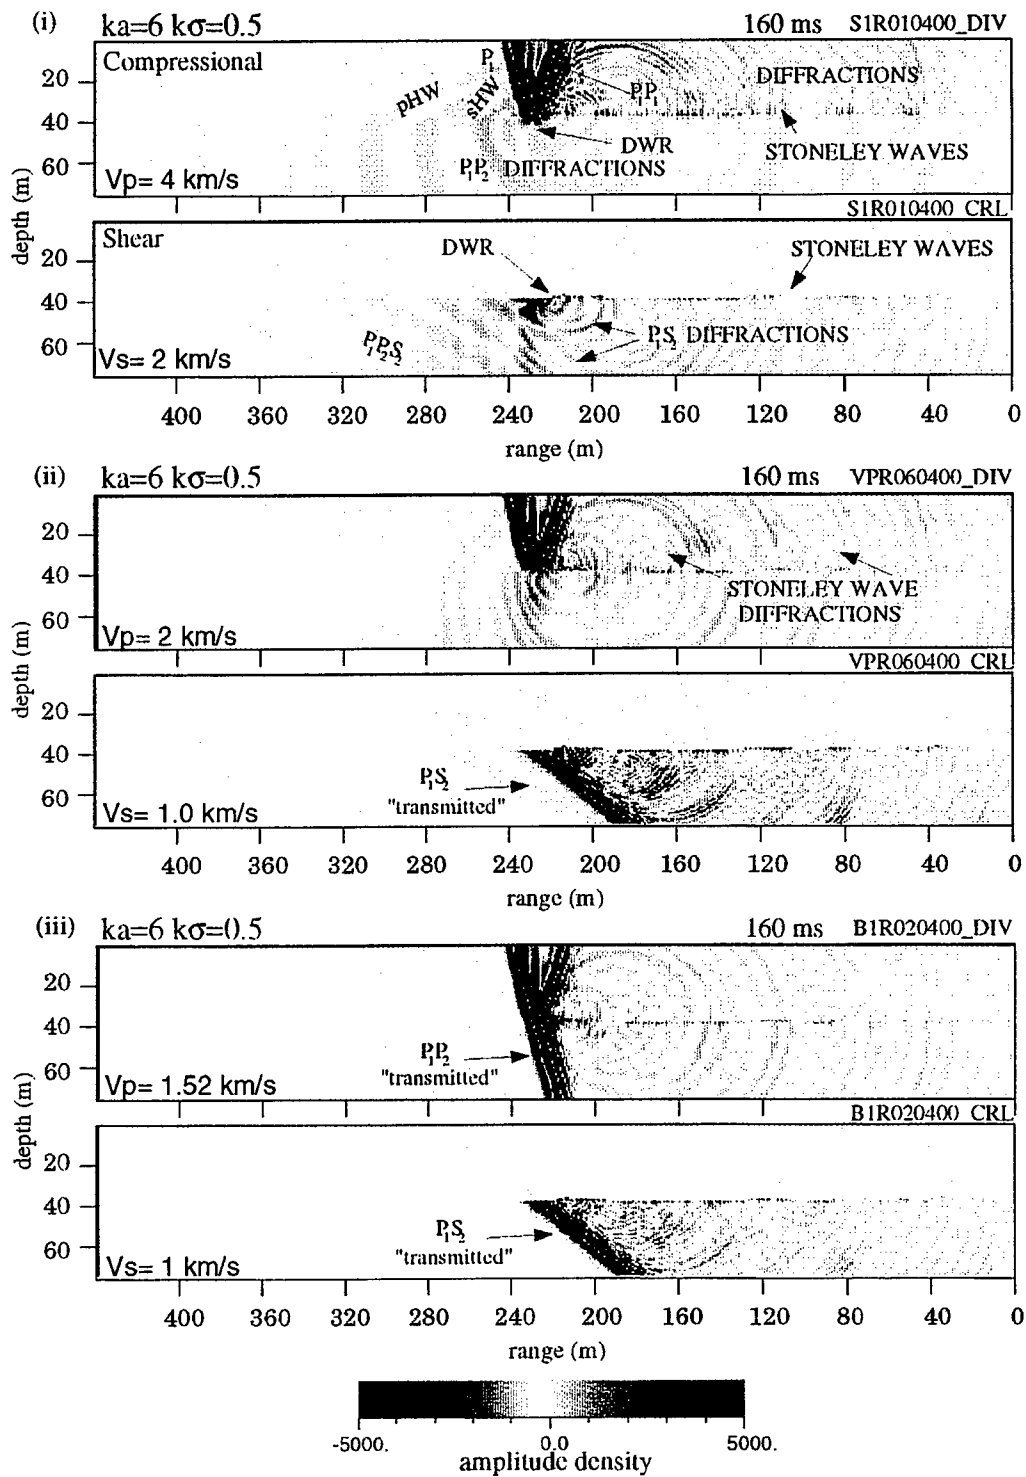 (i) ka=6 kσ=0.5 160 ms S1R010400_DIV
Compressional
P1
DIFFRACTIONS
20
pHW
sHW
P1P1
40
DWR
STONELEY WAVES
P1P2 DIFFRACTIONS
60
Vp= 4 km/s
depth (m)
S1R010400_CRL
Shear
DWR
STONELEY WAVES
20
40
P1S2 DIFFRACTIONS
60
P1P2S2
Vs= 2 km/s
400 360 320 280 240 200 160 120 80 40 0
range (m)
(ii) ka=6 kσ=0.5 160 ms VPR060400_DIV
20
40
STONELEY WAVE
DIFFRACTIONS
60
Vp= 2 km/s
depth (m)
VPR060400_CRL
20
40
P1S2
"transmitted"
60
Vs= 1.0 km/s
400 360 320 280 240 200 160 120 80 40 0
range (m)
(iii) ka=6 kσ=0.5 160 ms B1R020400_DIV
20
40
P1P2
"transmitted"
60
Vp= 1.52 km/s
depth (m)
B1R020400_CRL
20
40
P1S2
"transmitted"
60
Vs= 1 km/s
400 360 320 280 240 200 160 120 80 40 0
range (m)
-5000. 0.0 5000.
amplitude density